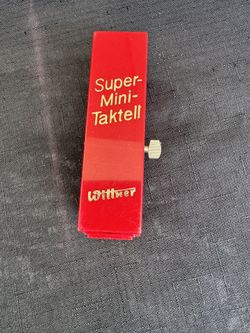 Super-
Mini-
Taktell
Wittner